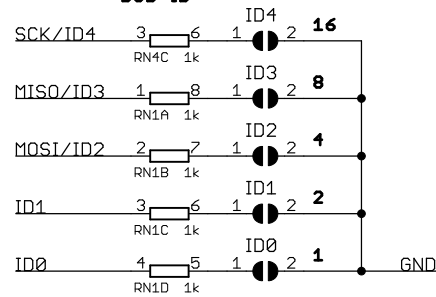 ID4
SCK/ID4 3 6 1 2 16
RN4C 1k
ID3
MISO/ID3 1 8 1 2 8
RN1A 1k
ID2
MOSI/ID2 2 7 1 2 4
RN1B 1k
ID1
ID1 3 6 1 2 2
RN1C 1k
ID0
ID0 4 5 1 2 1 GND
RN1D 1k